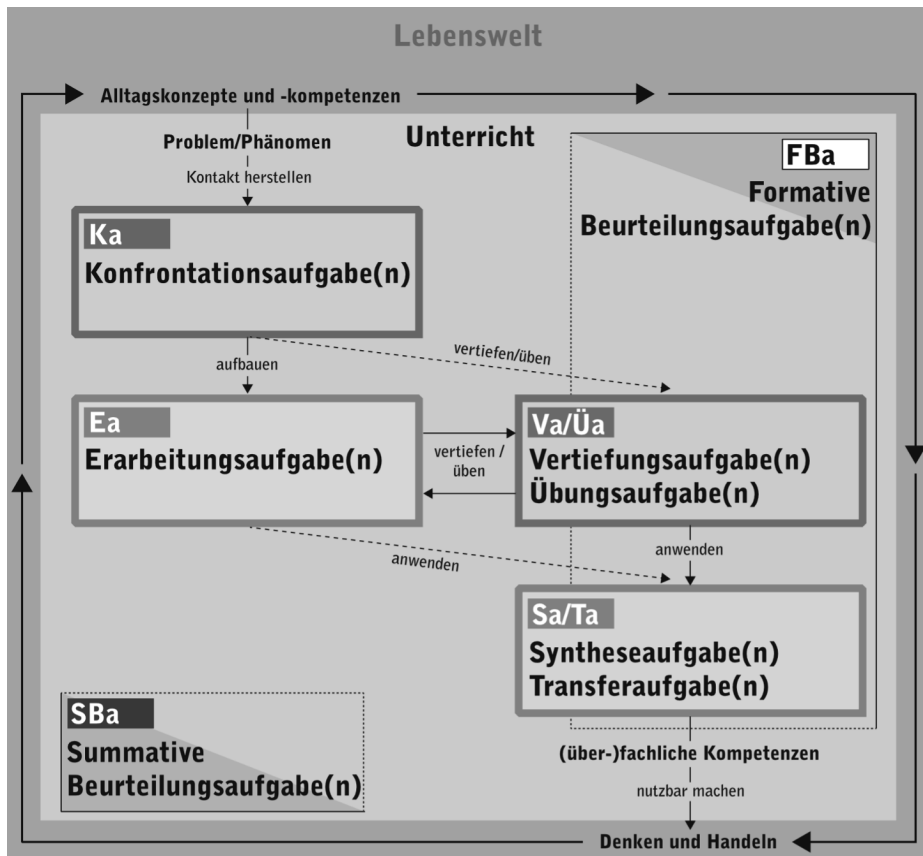 Lebenswelt
Alltagskonzepte und -kompetenzen
Problem/Phänomen
Kontakt herstellen
Unterricht
FBa
Formative
Beurteilungsaufgabe(n)
Ka
Konfrontationsaufgabe(n)
aufbauen
vertiefen/üben
Ea
Erarbeitungsaufgabe(n)
vertiefen /
üben
Va/Üa
Vertiefungsaufgabe(n)
Übungsaufgabe(n)
anwenden
anwenden
Sa/Ta
Syntheseaufgabe(n)
Transferaufgabe(n)
SBa
Summative
Beurteilungsaufgabe(n)
(über-)fachliche Kompetenzen
nutzbar machen
Denken und Handeln